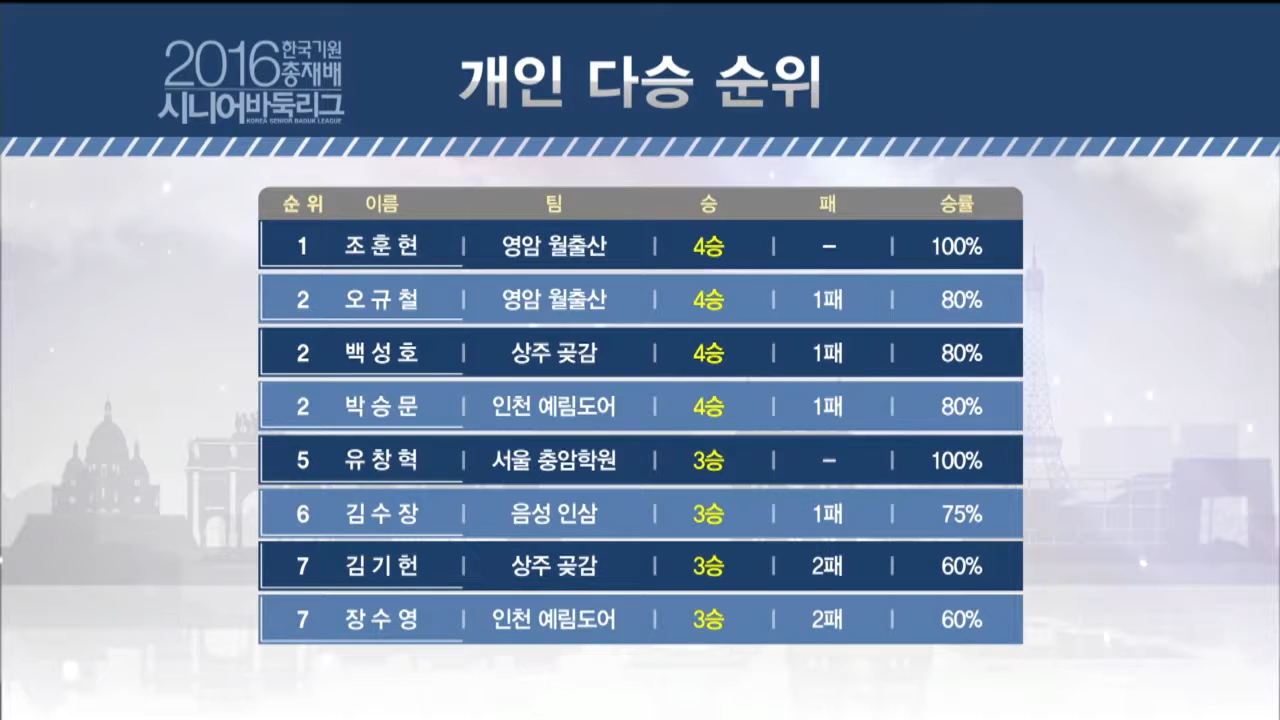 2016 한국기원 총재배
시니어바둑리그
KOREA SENIOR BADUK LEAGUE
개인 다승 순위
순위 이름 팀 승 패 승률
1 조훈현 영암 월출산 4승 - 100%
2 오규철 영암 월출산 4승 1패 80%
2 백성호 상주 곶감 4승 1패 80%
2 박승문 인천 예림도어 4승 1패 80%
5 유창혁 서울 충암학원 3승 - 100%
6 김수장 음성 인삼 3승 1패 75%
7 김기헌 상주 곶감 3승 2패 60%
7 장수영 인천 예림도어 3승 2패 60%